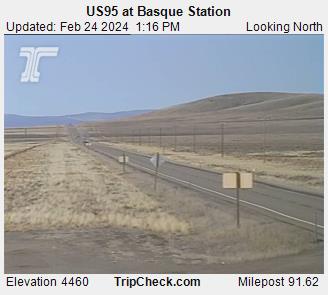 US95 at Basque Station
Updated: Feb 24 2024 1:16 PM Looking North
Elevation 4460 TripCheck.com Milepost 91.62